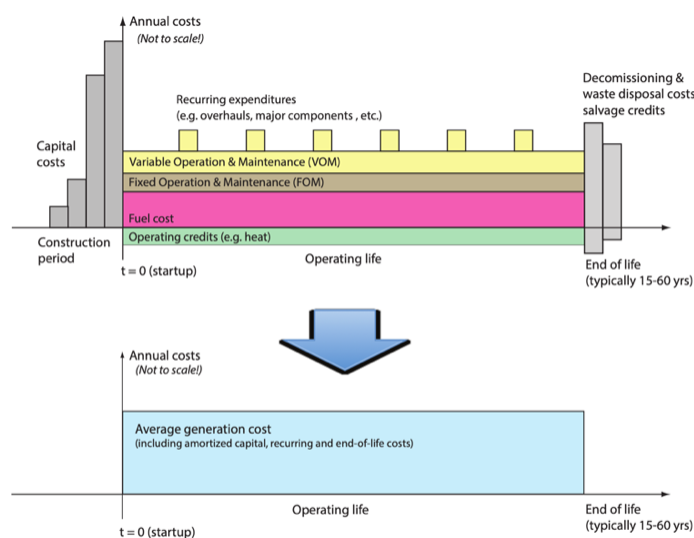 Annual costs
(Not to scale!)
Recurring expenditures
(e.g. overhauls, major components , etc.)
Decomissioning &
waste disposal costs
salvage credits
Capital
costs
Variable Operation & Maintenance (VOM)
Fixed Operation & Maintenance (FOM)
Fuel cost
Construction
period
Operating credits (e.g. heat)
t = 0 (startup)
Operating life
End of life
(typically 15-60 yrs)
Annual costs
(Not to scale!)
Average generation cost
(including amortized capital, recurring and end-of-life costs)
Operating life
End of life
(typically 15-60 yrs)
t = 0 (startup)